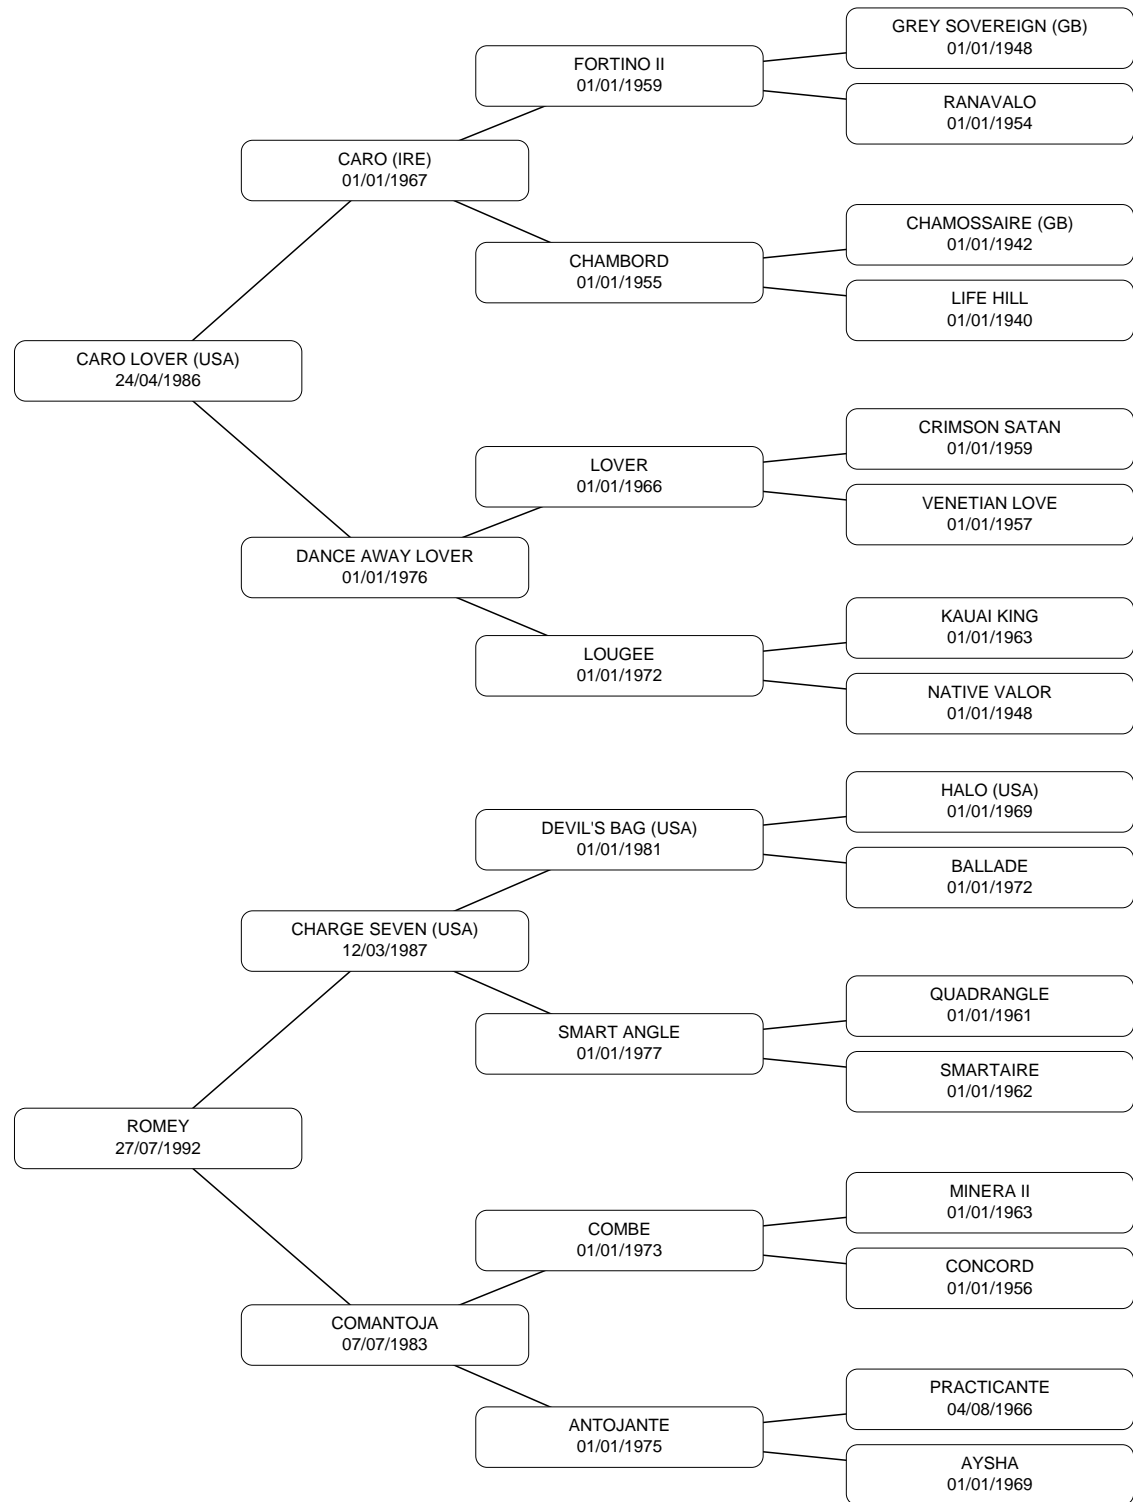 GREY SOVEREIGN (GB)
01/01/1948
FORTINO II
01/01/1959
RANAVALO
01/01/1954
CARO (IRE)
01/01/1967
CHAMOSSAIRE (GB)
01/01/1942
CHAMBORD
01/01/1955
LIFE HILL
01/01/1940
CARO LOVER (USA)
24/04/1986
CRIMSON SATAN
01/01/1959
LOVER
01/01/1966
VENETIAN LOVE
01/01/1957
DANCE AWAY LOVER
01/01/1976
KAUAI KING
01/01/1963
LOUGEE
01/01/1972
NATIVE VALOR
01/01/1948
HALO (USA)
01/01/1969
DEVIL'S BAG (USA)
01/01/1981
BALLADE
01/01/1972
CHARGE SEVEN (USA)
12/03/1987
QUADRANGLE
01/01/1961
SMART ANGLE
01/01/1977
SMARTAIRE
01/01/1962
ROMEY
27/07/1992
MINERA II
01/01/1963
COMBE
01/01/1973
CONCORD
01/01/1956
COMANTOJA
07/07/1983
PRACTICANTE
04/08/1966
ANTOJANTE
01/01/1975
AYSHA
01/01/1969